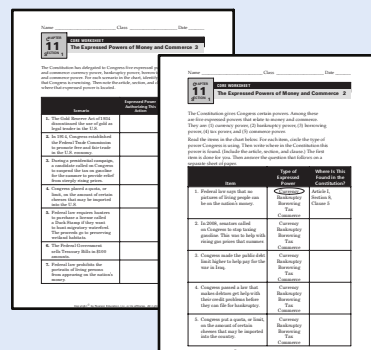 Name Class Date
CHAPTER
11
SECTION 1
CORE WORKSHEET
The Expressed Powers of Money and Commerce 3
The Constitution has delegated to Congress five expressed
and commerce: currency power, bankruptcy power, borrow
and commerce power. For each scenario in the chart, identify
that Congress is exercising. Then note the article, section, and
where that expressed power is located.
Scenario
Expressed Power
Authorizing This
Action
1. The Gold Reserve Act of 1934
discontinued the use of gold as
legal tender in the U.S.
2. In 1914, Congress established
the Federal Trade Commission
to promote free and fair trade
in the U.S. economy.
3. During a presidential campaign,
a candidate called on Congress
to suspend the tax on gasoline
for the summer to provide relief
from steeply rising prices.
4. Congress placed a quota, or
limit, on the amount of certain
cheeses that may be imported
into the U.S.
5. Federal law requires hunters
to purchase a license called
a Duck Stamp if they want
to hunt migratory waterfowl.
The proceeds go to preserving
wetland habitats.
6. The Federal Government
sells Treasury Bills in $100
amounts.
7. Federal law prohibits the
portraits of living persons
from appearing on the nation's
money.
Name Class Date
CHAPTER
11
SECTION 1
CORE WORKSHEET
The Expressed Powers of Money and Commerce 2
The Constitution gives Congress certain powers. Among these
are five expressed powers that relate to money and commerce.
They are (1) currency power, (2) bankruptcy power, (3) borrowing
power, (4) tax power, and (5) commerce power.
Read the items in the chart below. For each item, circle the type of
power Congress is using. Then write where in the Constitution this
power is found. (Include the article, section, and clause.) The first
item is done for you. Then answer the question that follows on a
separate sheet of paper.
Item
Type of
Expressed
Power
Where Is This
Found in the
Constitution?
1. Federal law says that no
pictures of living people can
be on the nation's money.
Currency
Bankruptcy
Borrowing
Tax
Commerce
Article I,
Section 8,
Clause 5
2. In 2008, senators called
on Congress to stop taxing
gasoline. This was to help with
rising gas prices that summer.
Currency
Bankruptcy
Borrowing
Tax
Commerce
3. Congress made the public debt
limit higher to help pay for the
war in Iraq.
Currency
Bankruptcy
Borrowing
Tax
Commerce
4. Congress passed a law that
makes debtors get help with
their credit problems before
they can file for bankruptcy.
Currency
Bankruptcy
Borrowing
Tax
Commerce
5. Congress put a quota, or limit,
on the amount of certain
cheeses that may be imported
into the country.
Currency
Bankruptcy
Borrowing
Tax
Commerce